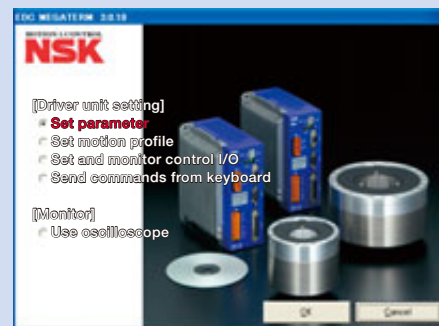 EDC MEGATERM 3.0.10
MOTION & CONTROL
NSK
[Driver unit setting]
Set parameter
Set motion profile
Set and monitor control I/O
Send commands from keyboard
[Monitor]
Use oscilloscope
OK
Cancel